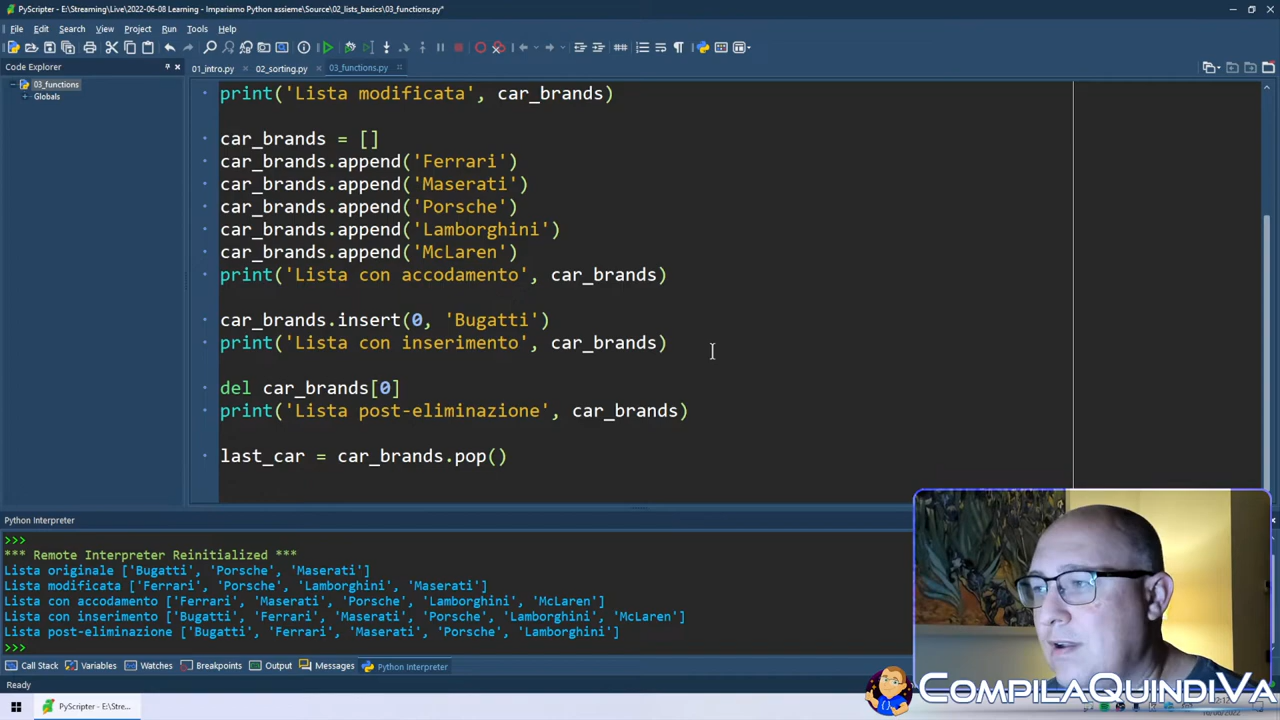 PyScripter - E:\Streaming\Live\2022-06-08 Learning - Impariamo Python assieme\Source\02_lists_basics\03_functions.py*
File Edit Search View Project Run Tools Help
Code Explorer
01_intro.py 02_sorting.py 03_functions.py
03_functions
Globals
print('Lista modificata', car_brands)
car_brands = []
car_brands.append('Ferrari')
car_brands.append('Maserati')
car_brands.append('Porsche')
car_brands.append('Lamborghini')
car_brands.append('McLaren')
print('Lista con accodamento', car_brands)
car_brands.insert(0, 'Bugatti')
print('Lista con inserimento', car_brands)
del car_brands[0]
print('Lista post-eliminazione', car_brands)
last_car = car_brands.pop()
Python Interpreter
>>>
*** Remote Interpreter Reinitialized ***
Lista originale ['Bugatti', 'Porsche', 'Maserati']
Lista modificata ['Ferrari', 'Porsche', 'Lamborghini', 'Maserati']
Lista con accodamento ['Ferrari', 'Maserati', 'Porsche', 'Lamborghini', 'McLaren']
Lista con inserimento ['Bugatti', 'Ferrari', 'Maserati', 'Porsche', 'Lamborghini', 'McLaren']
Lista post-eliminazione ['Bugatti', 'Ferrari', 'Maserati', 'Porsche', 'Lamborghini']
>>>
Call Stack Variables Watches Breakpoints Output Messages Python Interpreter
Ready
COMPILAQUINDIVA
PyScripter - E:\Stre...